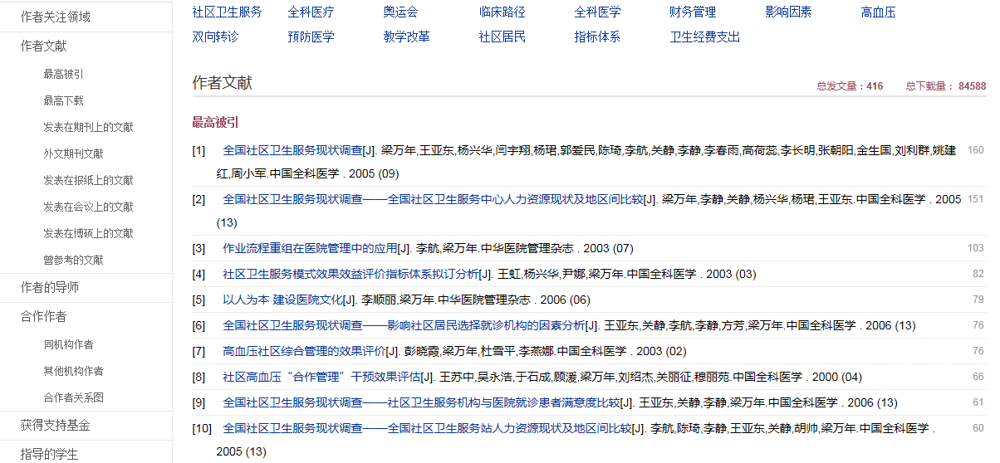 作者关注领域
作者文献
最高被引
最高下载
发表在期刊上的文献
外文期刊文献
发表在报纸上的文献
发表在会议上的文献
发表在博硕上的文献
曾参考的文献
作者的导师
合作作者
同机构作者
其他机构作者
合作作者关系图
获得支持基金
指导的学生
社区卫生服务 全科医疗 奥运会 临床路径 全科医学 财务管理 影响因素 高血压
双向转诊 预防医学 教学改革 社区居民 指标体系 卫生经费支出
作者文献 总发文量：416 总下载量：84588
最高被引
[1] 全国社区卫生服务现状调查[J]. 梁万年,王亚东,杨兴华,闫宇翔,杨珺,郭爱民,陈琦,李航,关静,李静,李春雨,高荷蕊,李长明,张朝阳,金生国,刘利群,姚建 160
红,周小军.中国全科医学 . 2005 (09)
[2] 全国社区卫生服务现状调查——全国社区卫生服务中心人力资源现状及地区间比较[J]. 梁万年,李静,关静,杨兴华,杨珺,王亚东.中国全科医学 . 2005 151
(13)
[3] 作业流程重组在医院管理中的应用[J]. 李航,梁万年.中华医院管理杂志 . 2003 (07) 103
[4] 社区卫生服务模式效果效益评价指标体系拟订分析[J]. 王虹,杨兴华,尹娜,梁万年.中国全科医学 . 2003 (03) 82
[5] 以人为本 建设医院文化[J]. 李顺丽,梁万年.中华医院管理杂志 . 2006 (06) 79
[6] 全国社区卫生服务现状调查——影响社区居民选择就诊机构的因素分析[J]. 王亚东,关静,李航,李静,方芳,梁万年.中国全科医学 . 2006 (13) 76
[7] 高血压社区综合管理的效果评价[J]. 彭晓霞,梁万年,杜雪平,李燕娜.中国全科医学 . 2003 (02) 76
[8] 社区高血压“合作管理”干预效果评估[J]. 王苏中,吴永浩,于石成,顾湲,梁万年,刘绍杰,关丽征,穆丽苑.中国全科医学 . 2000 (04) 66
[9] 全国社区卫生服务现状调查——社区卫生服务机构与医院就诊患者满意度比较[J]. 王亚东,关静,李静,梁万年.中国全科医学 . 2006 (13) 61
[10] 全国社区卫生服务现状调查——全国社区卫生服务站人力资源现状及地区间比较[J]. 李航,陈琦,李静,王亚东,关静,胡帅,梁万年.中国全科医学 . 60
2005 (13)